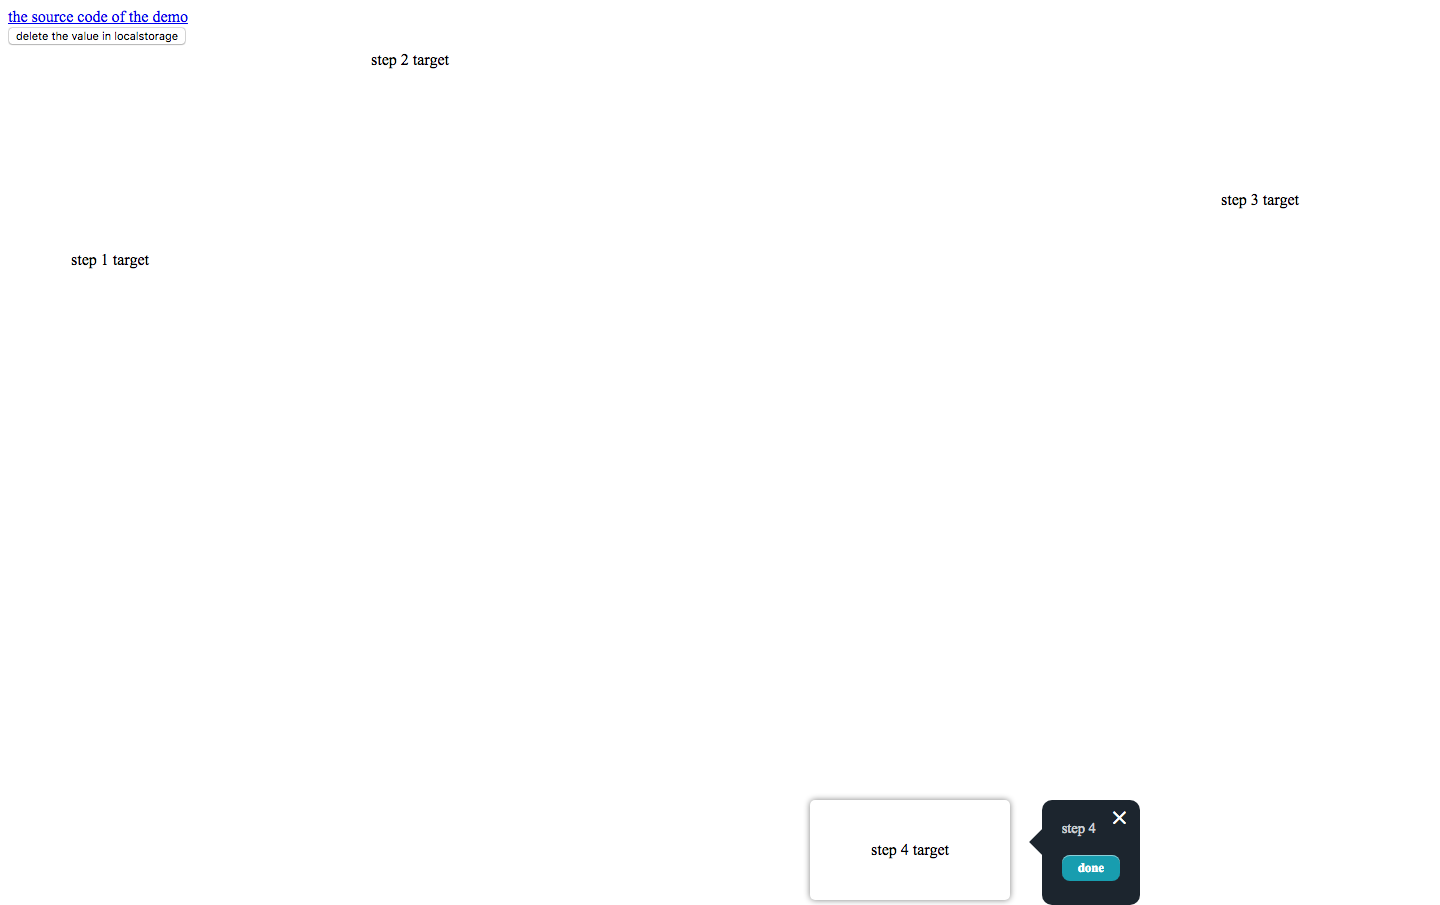 the source code of the demo
delete the value in localstorage
step 2 target
step 3 target
step 1 target
step 4
step 4 target
done